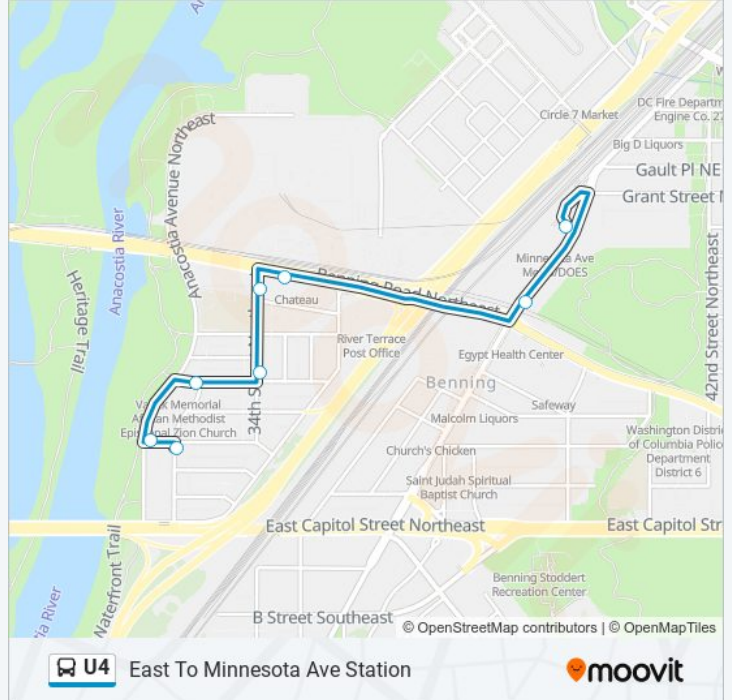 Circle 7 Market
DC Fire Departm
Engine Co. 27
Big D Liquors
Gault Pl NE
Grant Street N
Anacostia Avenue Northeast
Anacostia River
Heritage Trail
Minnesota Ave
Metro/DOES
Benning Road Northeast
Chateau
River Terrace
Post Office
Egypt Health Center
42nd Street Northeast
Benning
Safeway
Varick Memorial
African Methodist
Episcopal Zion Church
34th S
Malcolm Liquors
Church's Chicken
Washington Distric
of Columbia Police
Department
District 6
Saint Judah Spiritual
Baptist Church
East Capitol Street Northeast
East Capitol Str
Waterfront Trail
ia River
Benning Stoddert
Recreation Center
B Street Southeast
© OpenStreetMap contributors | © OpenMapTiles
U4 East To Minnesota Ave Station
moovit